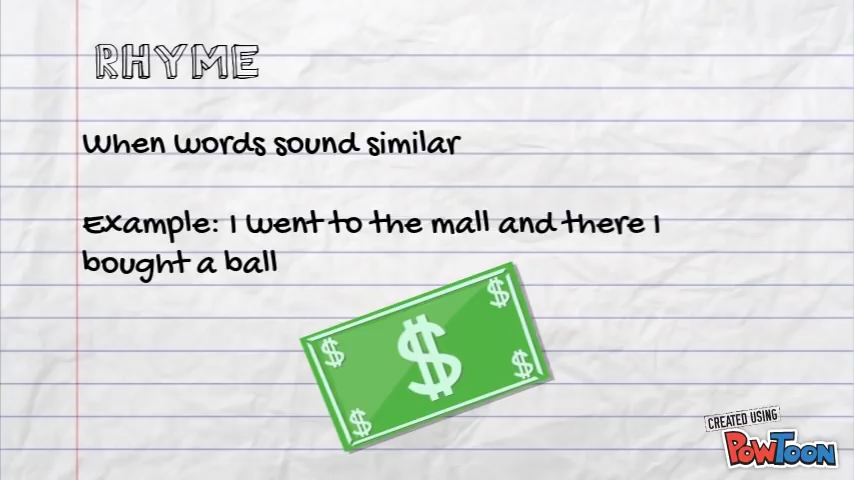 RHYME
When words sound similar
Example: I went to the mall and there I
bought a ball
$ $
$
$ $
CREATED USING
POWTOON